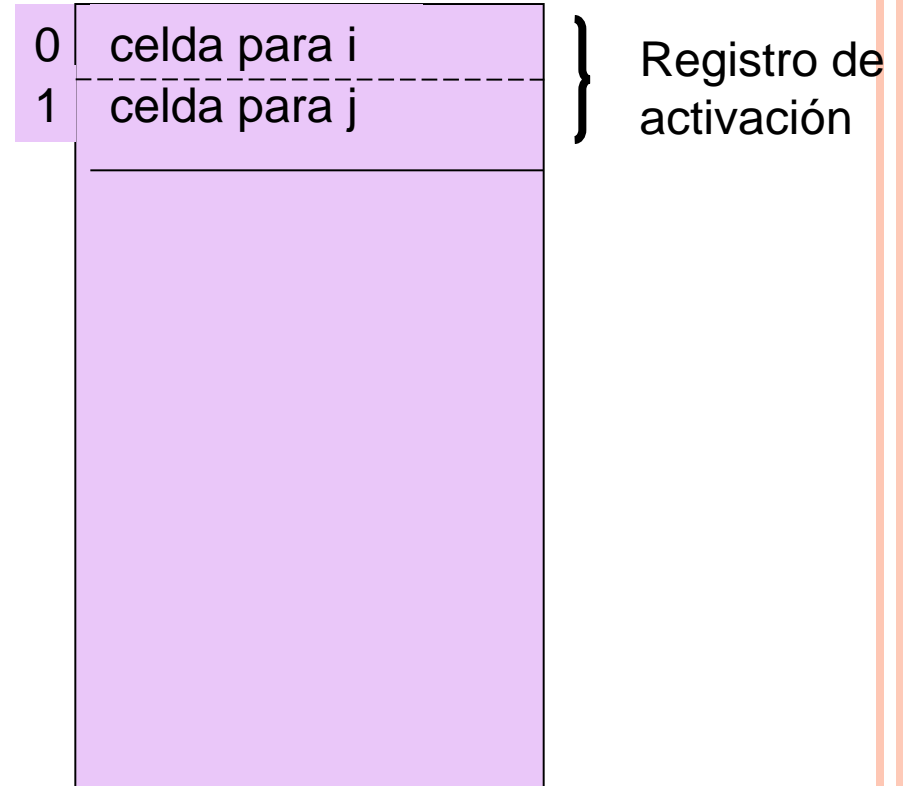 0 celda para i
1 celda para j
Registro de
activación